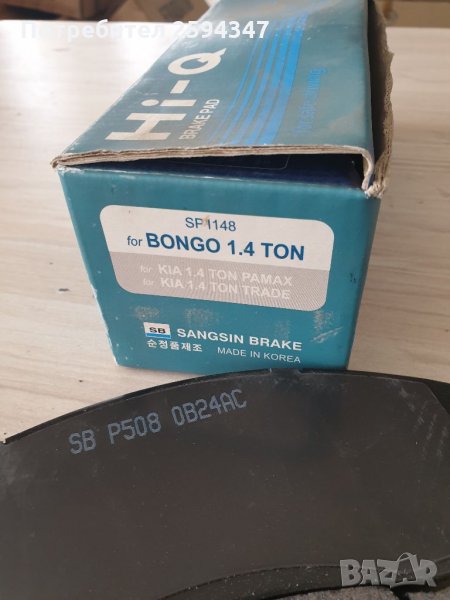 Потребител 2594347
Hi-Q
BRAKE PAD
SP1148
for BONGO 1.4 TON
for KIA 1.4 TON PAMAX
for KIA 1.4 TON TRADE
SB SANGSIN BRAKE
순정품제조 MADE IN KOREA
SB P508 0B24AC
BAZAR